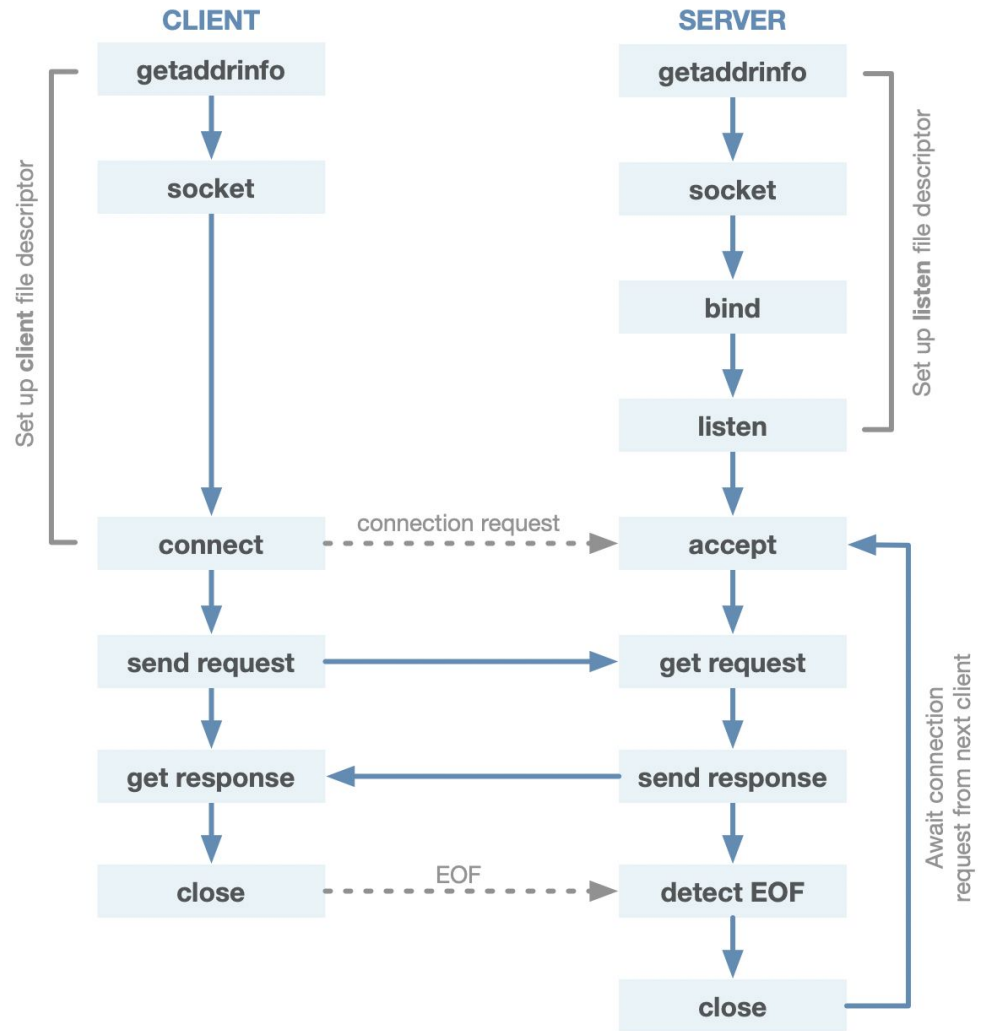 CLIENT
SERVER
getaddrinfo
getaddrinfo
socket
socket
bind
listen
Set up client file descriptor
Set up listen file descriptor
connect
connection request
accept
send request
get request
get response
send response
Await connection
request from next client
close
EOF
detect EOF
close